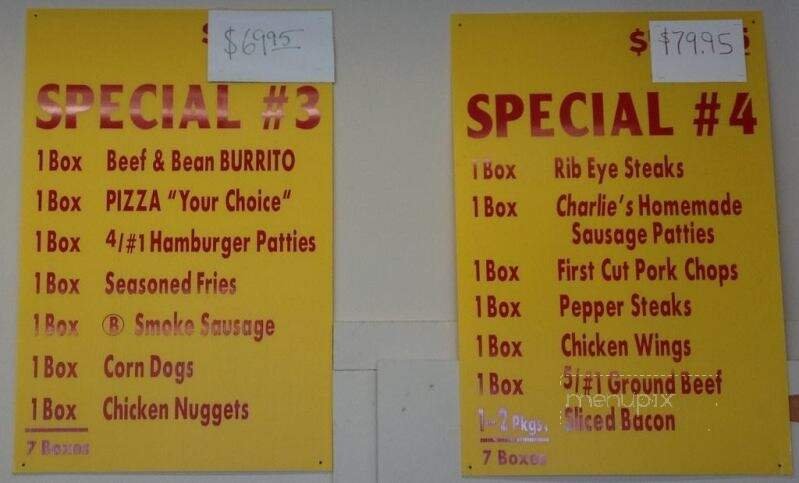 $69.95
SPECIAL #3
1 Box Beef & Bean BURRITO
1 Box PIZZA "Your Choice"
1 Box 4/#1 Hamburger Patties
1 Box Seasoned Fries
1 Box Ⓑ Smoke Sausage
1 Box Corn Dogs
1 Box Chicken Nuggets
7 Boxes
$79.95
SPECIAL #4
1 Box Rib Eye Steaks
1 Box Charlie's Homemade
Sausage Patties
1 Box First Cut Pork Chops
1 Box Pepper Steaks
1 Box Chicken Wings
1 Box 5/#1 Ground Beef
1-2 Pkgs. Sliced Bacon
7 Boxes
menupix